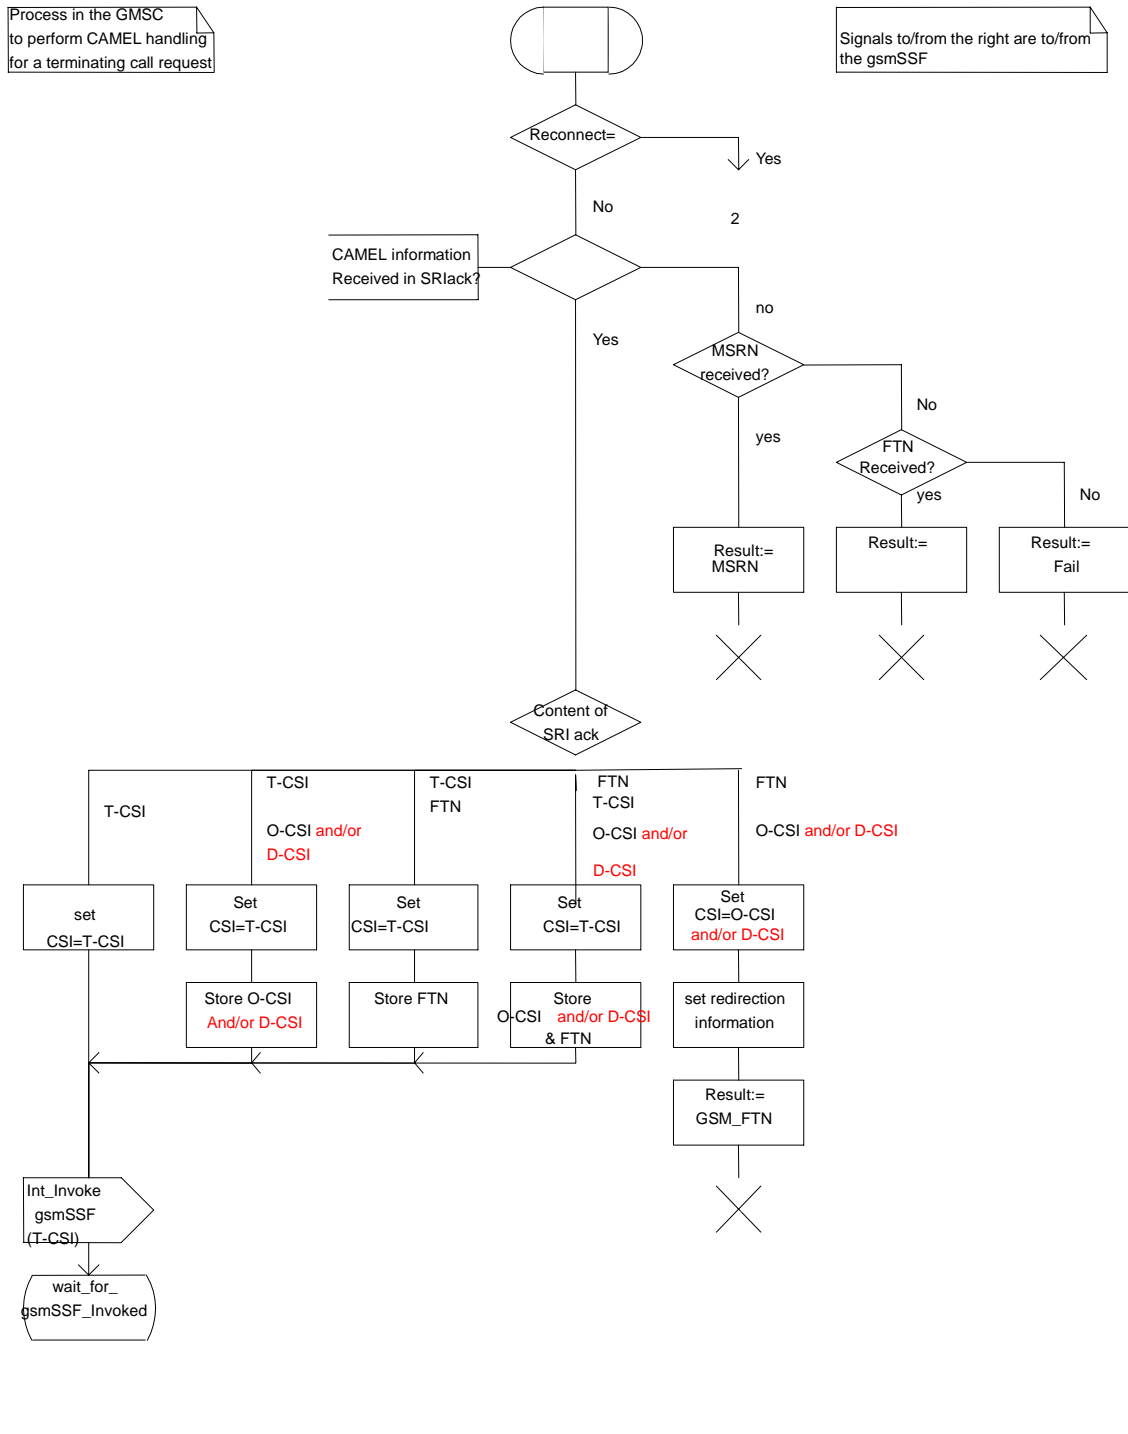 Process in the GMSC
to perform CAMEL handling
for a terminating call request
Signals to/from the right are to/from
the gsmSSF
Reconnect=
Yes
No
2
CAMEL information
Received in SRIack?
no
Yes
MSRN
received?
No
yes
FTN
Received?
yes
No
Result:=
MSRN
Result:=
Result:=
Fail
Content of
SRI ack
T-CSI
T-CSI
O-CSI and/or
D-CSI
T-CSI
FTN
FTN
T-CSI
O-CSI and/or
D-CSI
FTN
O-CSI and/or D-CSI
set
CSI=T-CSI
Set
CSI=T-CSI
Set
CSI=T-CSI
Set
CSI=T-CSI
Set
CSI=O-CSI
and/or D-CSI
Store O-CSI
And/or D-CSI
Store FTN
Store
O-CSI and/or D-CSI
& FTN
set redirection
information
Result:=
GSM_FTN
Int_Invoke
gsmSSF
(T-CSI)
wait_for_
gsmSSF_Invoked